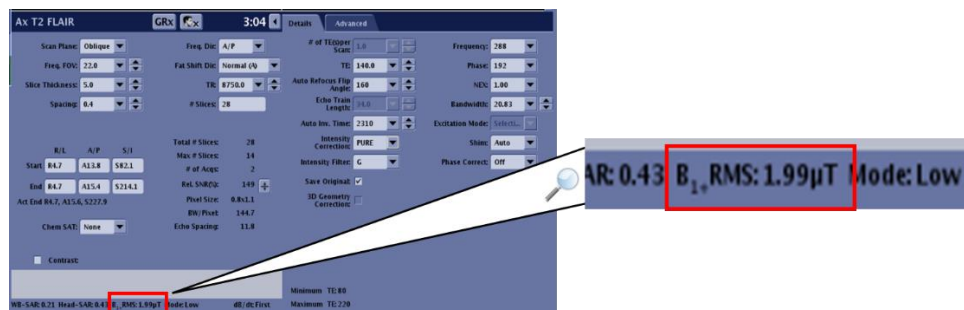 Ax T2 FLAIR GRx 3:04 Details Advanced
Scan Plane: Oblique Freq. Dir: A/P # of TE(s)per Scan: 1.0 Frequency: 288
Freq. FOV: 22.0 Fat Shift Dir: Normal (A) TE: 140.0 Phase: 192
Slice Thickness: 5.0 TR: 8750.0 Auto Refocus Flip Angle: 160 NEX: 1.00
Spacing: 0.4 # Slices: 28 Echo Train Length: Bandwidth: 20.83
Auto Inv. Time: 2310 Excitation Mode: Selecti...
R/L A/P S/I Total # Slices: 28 Intensity Correction: PURE Shim: Auto
Start R4.7 A13.8 S82.1 Max # Slices: 14 Intensity Filter: G Phase Correct: Off
# of Acqs: 2
End R4.7 A15.4 S214.1 Rel. SNR(%): 149 Save Original:
Act End R4.7, A15.6, S227.9 Pixel Size: 0.8x1.1 3D Geometry Correction:
BW/Pixel: 144.7
Chem SAT: None Echo Spacing: 11.8
Contrast:
Minimum TE: 80
WB-SAR: 0.21 Head-SAR: 0.43 B1+RMS: 1.99µT Mode: Low dB/dt: First Maximum TE: 220
AR: 0.43 B1+RMS: 1.99µT Mode: Low